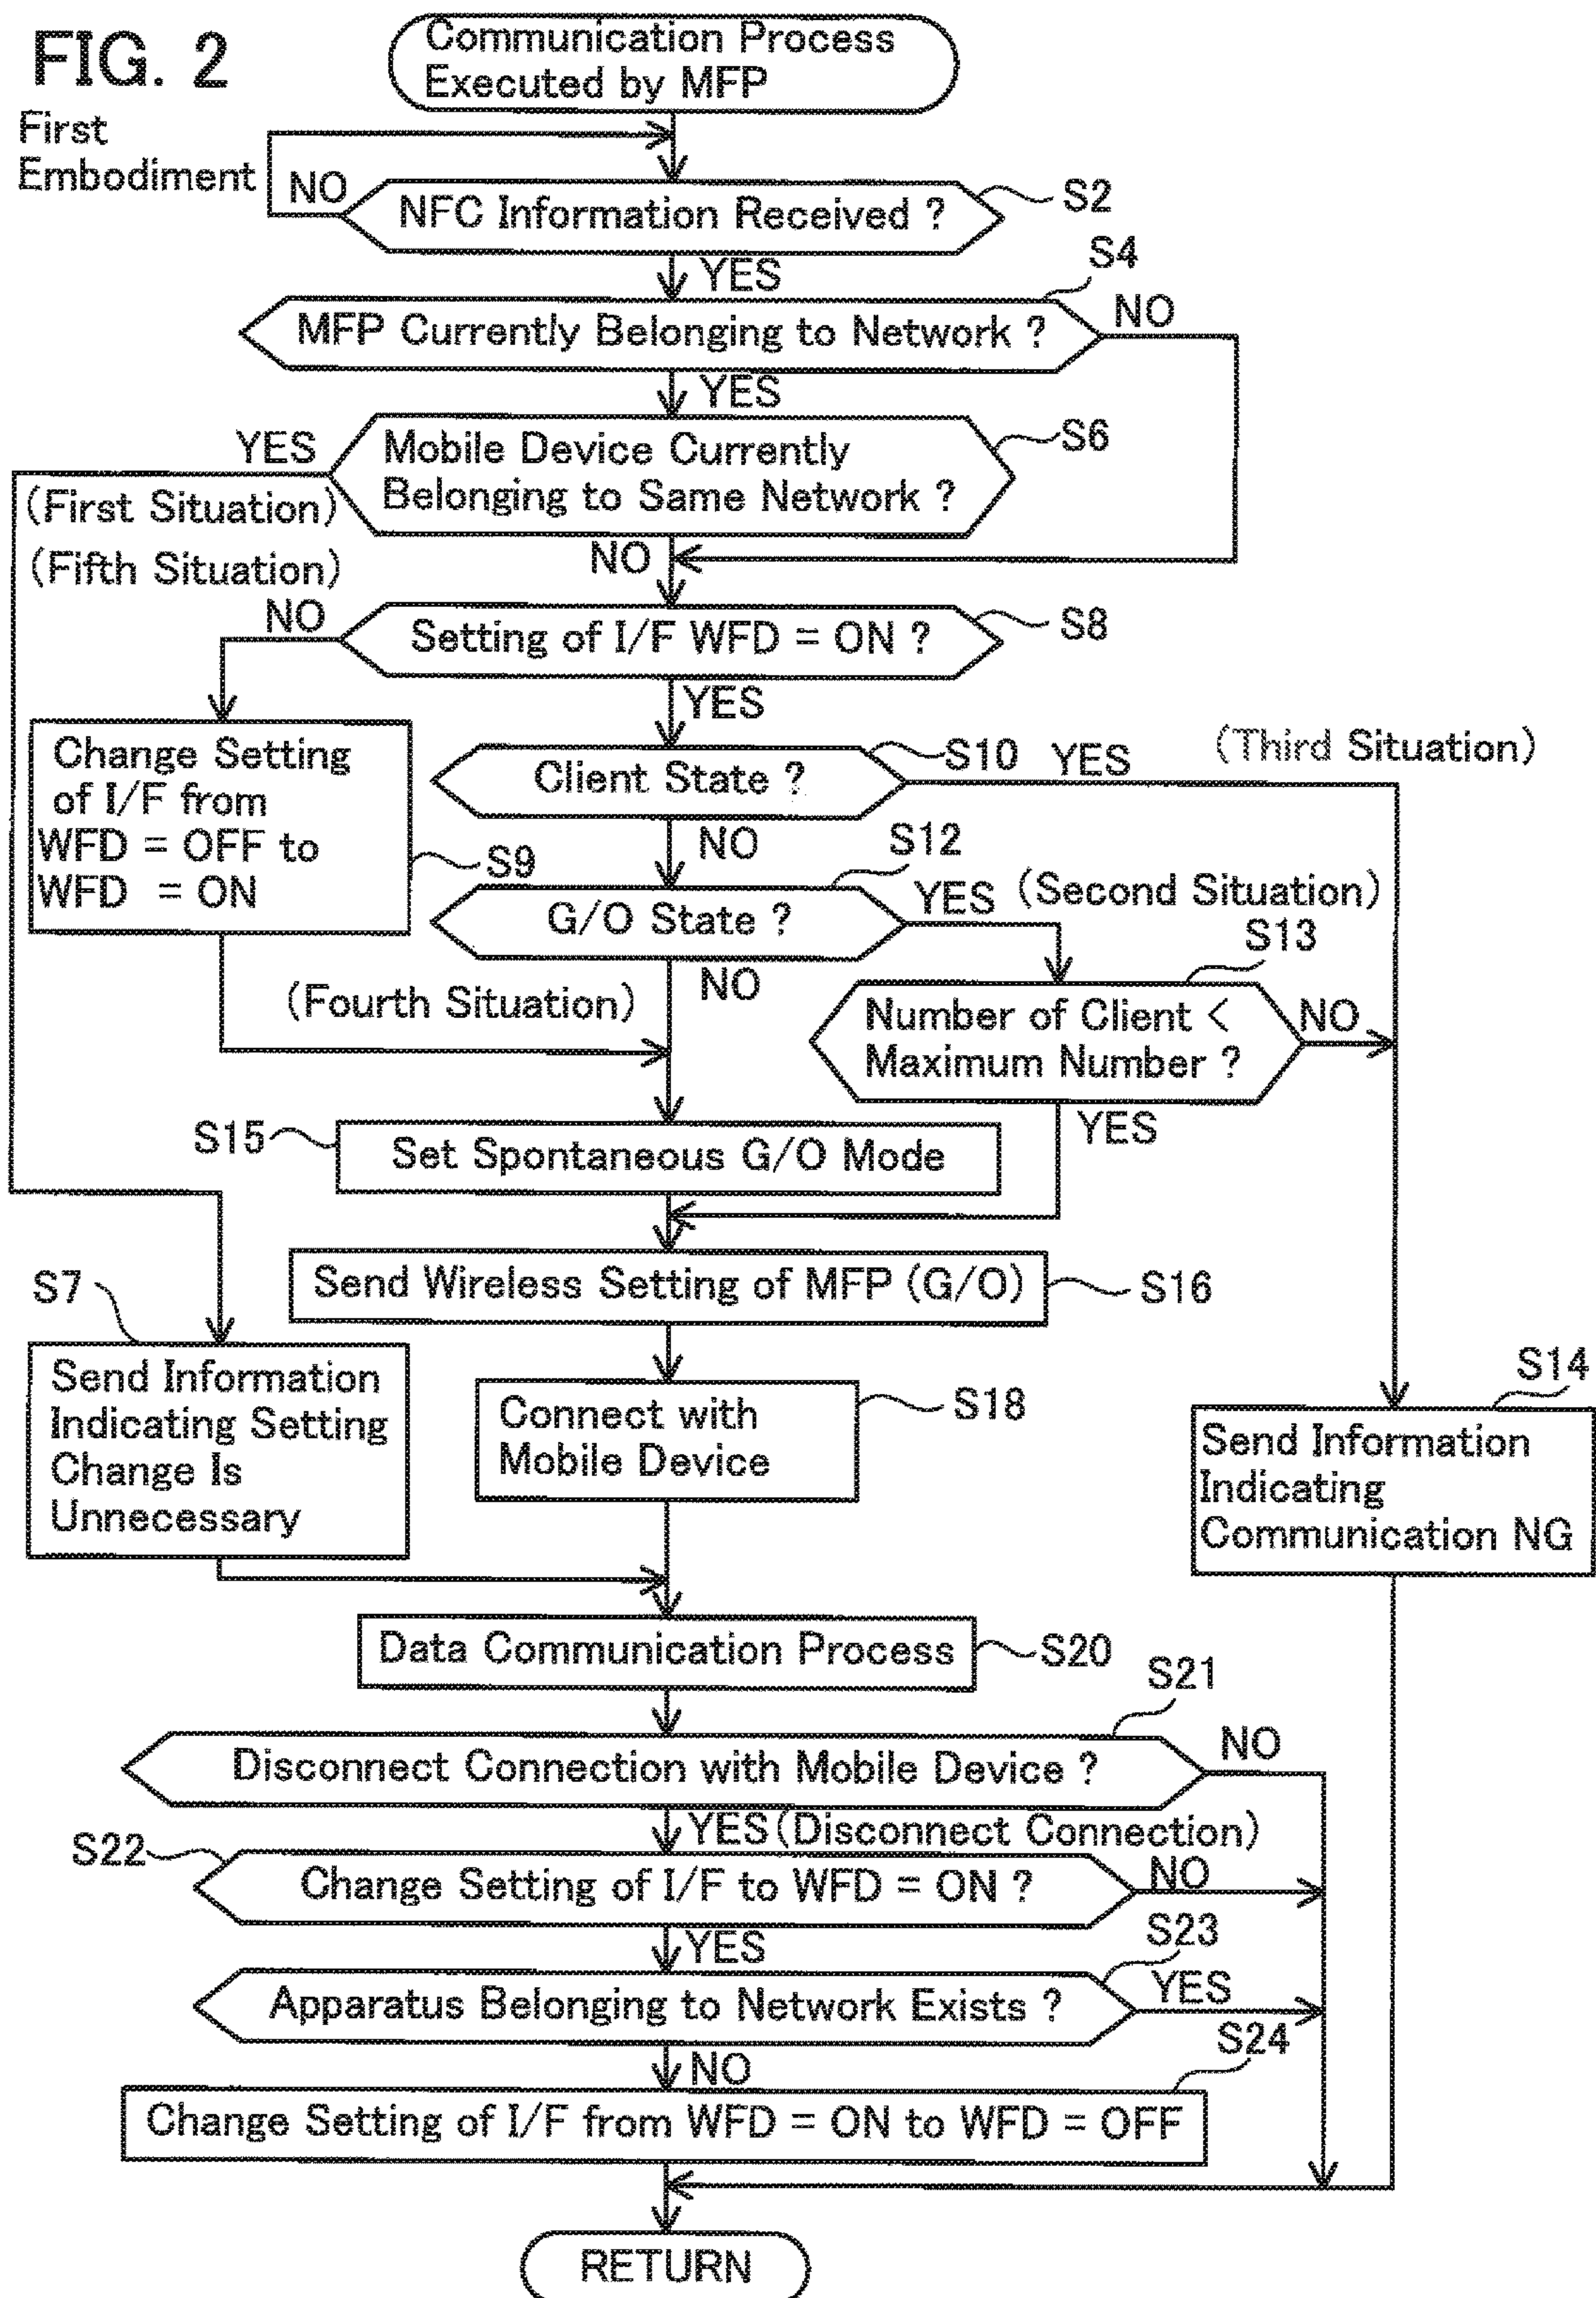 FIG. 2
First
Embodiment
Communication Process
Executed by MFP
NO
NFC Information Received ?
S2
YES
S4
MFP Currently Belonging to Network ?
NO
YES
YES
Mobile Device Currently
Belonging to Same Network ?
S6
(First Situation)
NO
(Fifth Situation)
NO
Setting of I/F WFD = ON ?
S8
YES
Change Setting
of I/F from
WFD = OFF to
WFD = ON
S9
Client State ?
S10
YES
(Third Situation)
NO
S12
G/O State ?
YES
(Second Situation)
S13
NO
(Fourth Situation)
Number of Client <
Maximum Number ?
NO
YES
S15
Set Spontaneous G/O Mode
Send Wireless Setting of MFP (G/O)
S16
S7
Send Information
Indicating Setting
Change Is
Unnecessary
Connect with
Mobile Device
S18
S14
Send Information
Indicating
Communication NG
Data Communication Process
S20
S21
Disconnect Connection with Mobile Device ?
NO
YES(Disconnect Connection)
S22
Change Setting of I/F to WFD = ON ?
NO
YES
S23
Apparatus Belonging to Network Exists ?
YES
NO
S24
Change Setting of I/F from WFD = ON to WFD = OFF
RETURN